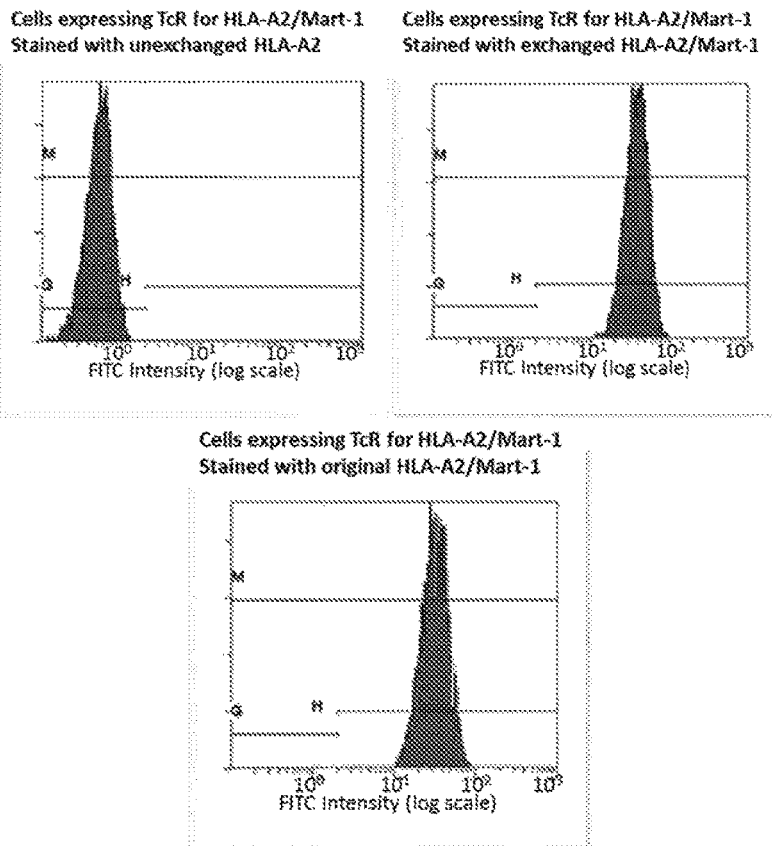 Cells expressing TcR for HLA-A2/Mart-1
Stained with unexchanged HLA-A2
M
G
H
10⁰ 10¹ 10² 10³
FITC Intensity (log scale)
Cells expressing TcR for HLA-A2/Mart-1
Stained with exchanged HLA-A2/Mart-1
M
G
H
10⁰ 10¹ 10² 10³
FITC Intensity (log scale)
Cells expressing TcR for HLA-A2/Mart-1
Stained with original HLA-A2/Mart-1
M
G
H
10⁰ 10¹ 10² 10³
FITC Intensity (log scale)